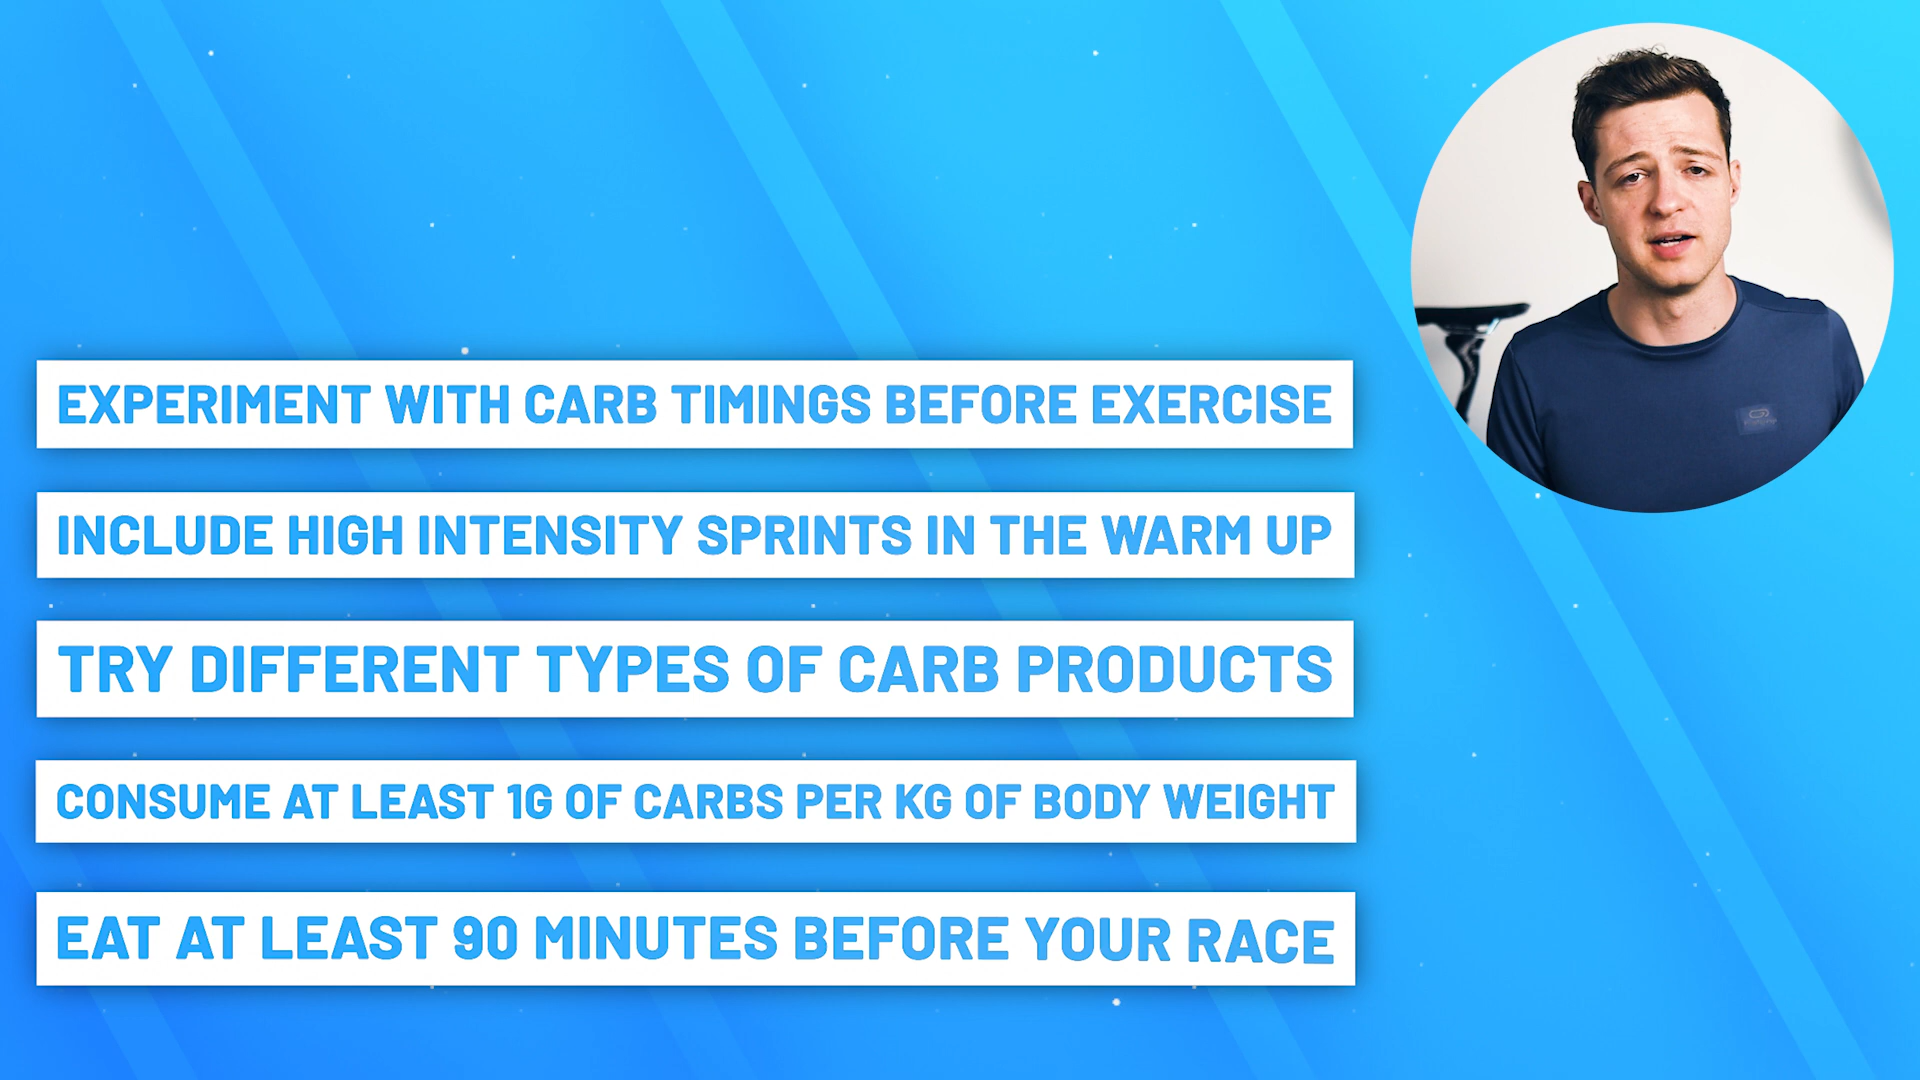 EXPERIMENT WITH CARB TIMINGS BEFORE EXERCISE
INCLUDE HIGH INTENSITY SPRINTS IN THE WARM UP
TRY DIFFERENT TYPES OF CARB PRODUCTS
CONSUME AT LEAST 1G OF CARBS PER KG OF BODY WEIGHT
EAT AT LEAST 90 MINUTES BEFORE YOUR RACE